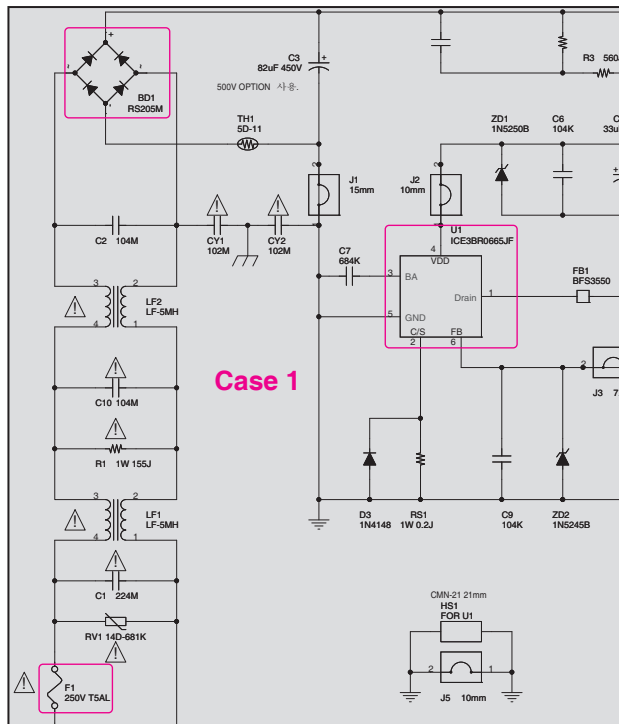 +
~
~
-
BD1
RS205M
C3
+
82uF 450V
500V OPTION 사용.
R3 560
TH1
5D-11
ZD1
1N5250B
C6
104K
C
33u
+
2
J1
15mm
2
J2
10mm
C2 104M
CY1
102M
CY2
102M
U1
ICE3BR0665JF
C7
684K
4
VDD
3
BA
Drain
1
5
GND
C/S
FB
2
6
FB1
BFS3550
3
2
LF2
LF-5MH
4
1
Case 1
2
J3 7
C10 104M
R1 1W 155J
3
2
LF1
LF-5MH
4
1
D3
1N4148
RS1
1W 0.2J
C9
104K
ZD2
1N5245B
C1 224M
RV1 14D-681K
CMN-21 21mm
HS1
FOR U1
F1
250V T5AL
2
1
J5 10mm